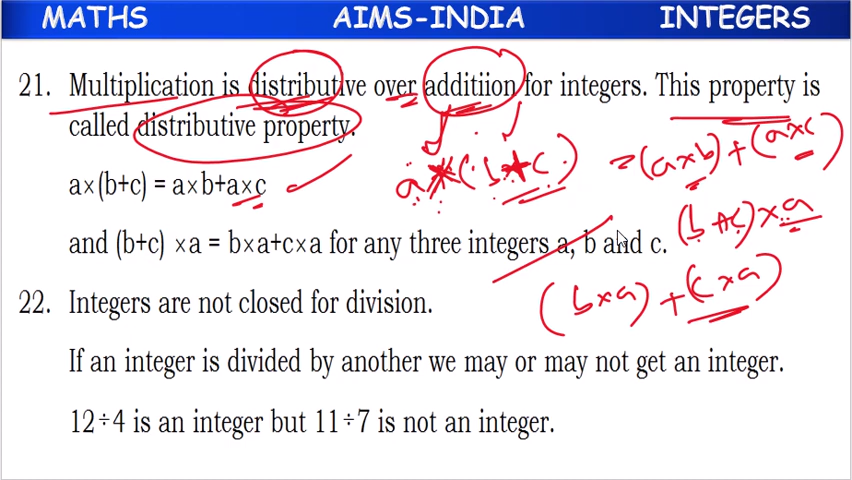 MATHS AIMS-INDIA INTEGERS
21. Multiplication is distributive over additiion for integers. This property is
called distributive property.
a×(b+c) = a×b+a×c
a*(b*c)
=(a×b)+(a×c)
and (b+c) ×a = b×a+c×a for any three integers a, b and c.
(b+c)×a
(b×a)+(c×a)
22. Integers are not closed for division.
If an integer is divided by another we may or may not get an integer.
12÷4 is an integer but 11÷7 is not an integer.